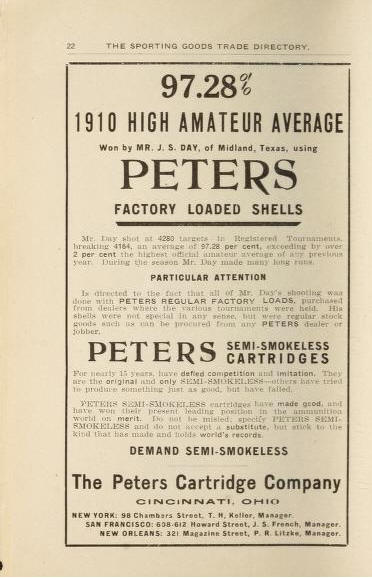 22 THE SPORTING GOODS TRADE DIRECTORY.
97.28%
1910 HIGH AMATEUR AVERAGE
Won by MR. J. S. DAY, of Midland, Texas, using
PETERS
FACTORY LOADED SHELLS
Mr. Day shot at 4280 targets in Registered Tournaments,
breaking 4164, an average of 97.28 per cent, exceeding by over
2 per cent the highest official amateur average of any previous
year. During the season Mr. Day made many long runs.
PARTICULAR ATTENTION
Is directed to the fact that all of Mr. Day's shooting was
done with PETERS REGULAR FACTORY LOADS, purchased
from dealers where the various tournaments were held. His
shells were not special in any sense, but were regular stock
goods such as can be procured from any PETERS dealer or
jobber.
PETERS SEMI-SMOKELESS
CARTRIDGES
For nearly 15 years, have defied competition and imitation. They
are the original and only SEMI-SMOKELESS—others have tried
to produce something just as good, but have failed.
PETERS SEMI-SMOKELESS cartridges have made good, and
have won their present leading position in the ammunition
world on merit. Do not be misled; specify PETERS SEMI-
SMOKELESS and do not accept a substitute, but stick to the
kind that has made and holds world's records.
DEMAND SEMI-SMOKELESS
The Peters Cartridge Company
CINCINNATI, OHIO
NEW YORK: 98 Chambers Street, T. H. Keller, Manager.
SAN FRANCISCO: 608-612 Howard Street, J. S. French, Manager.
NEW ORLEANS: 321 Magazine Street, P. R. Litzke, Manager.